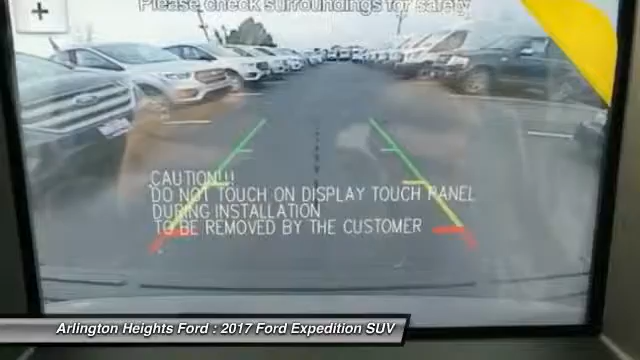 Please check surroundings for safety
CAUTION!!!
DO NOT TOUCH ON DISPLAY TOUCH PANEL
DURING INSTALLATION
TO BE REMOVED BY THE CUSTOMER
Arlington Heights Ford : 2017 Ford Expedition SUV